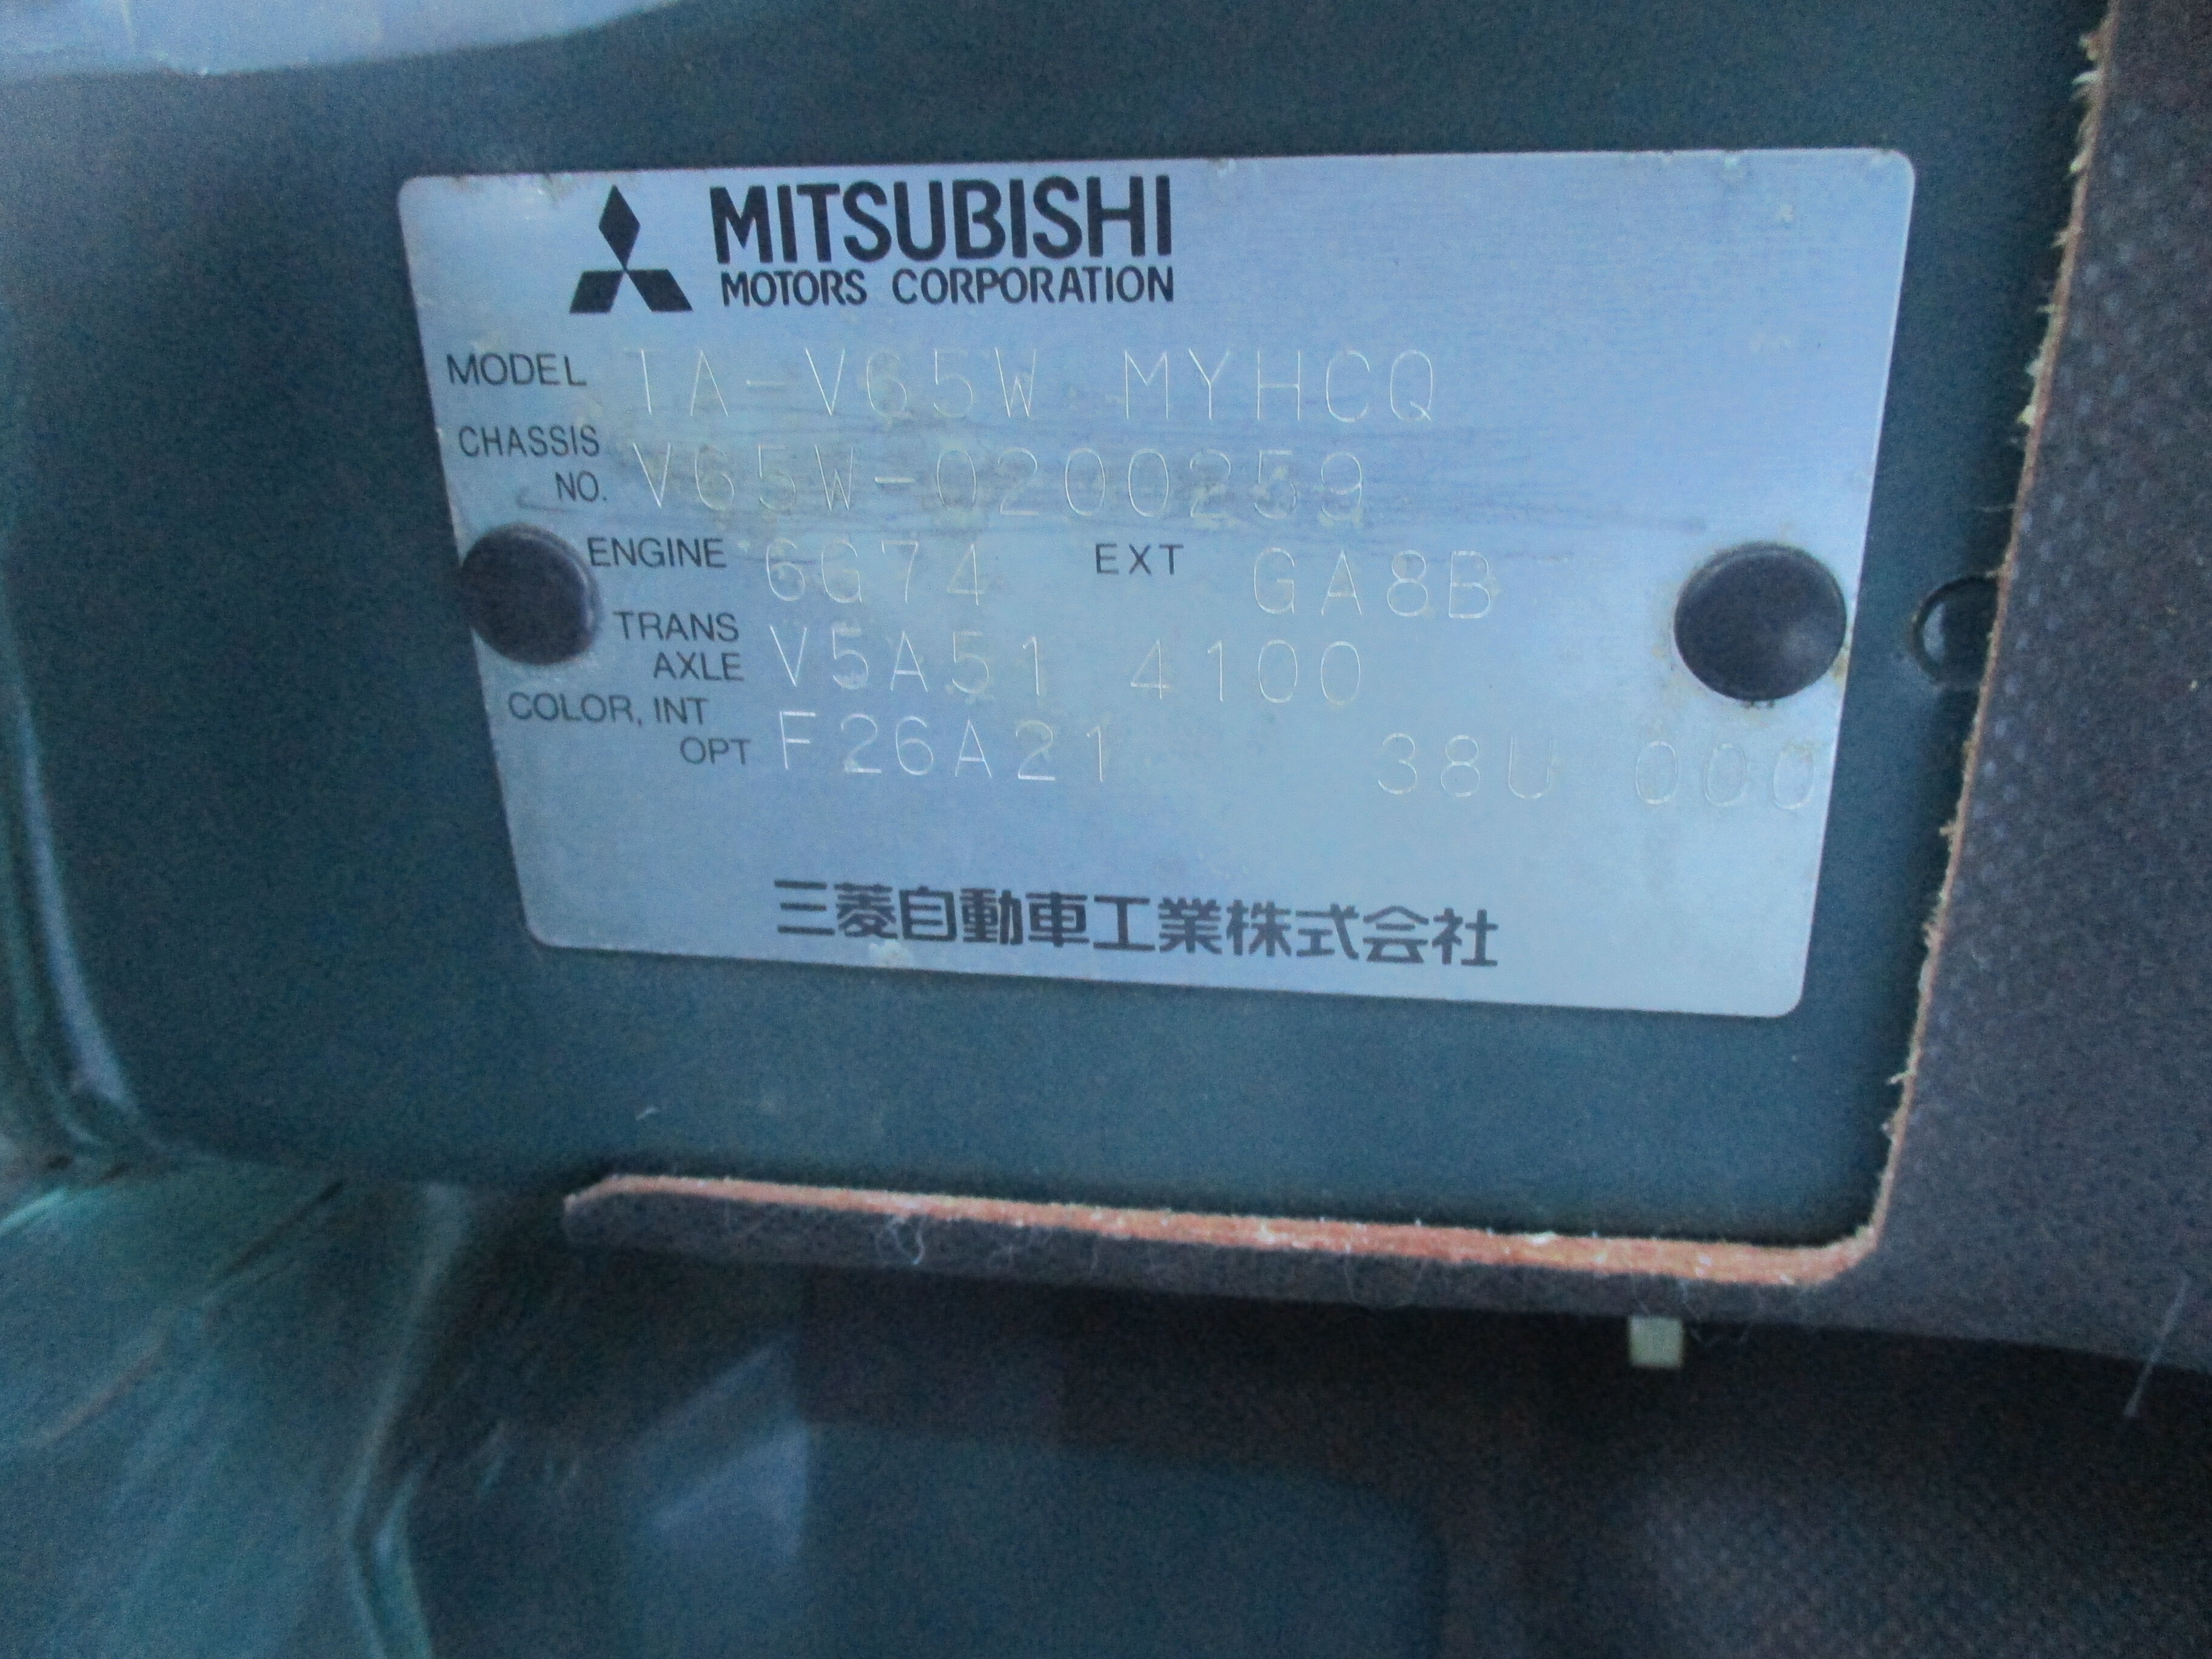 MITSUBISHI
MOTORS CORPORATION
MODEL TA-V65W MYHCQ
CHASSIS NO. V65W-0200259
ENGINE 6G74 EXT GA8B
TRANS AXLE V5A51 4100
COLOR, INT OPT F26A21 38U 000
三菱自動車工業株式会社